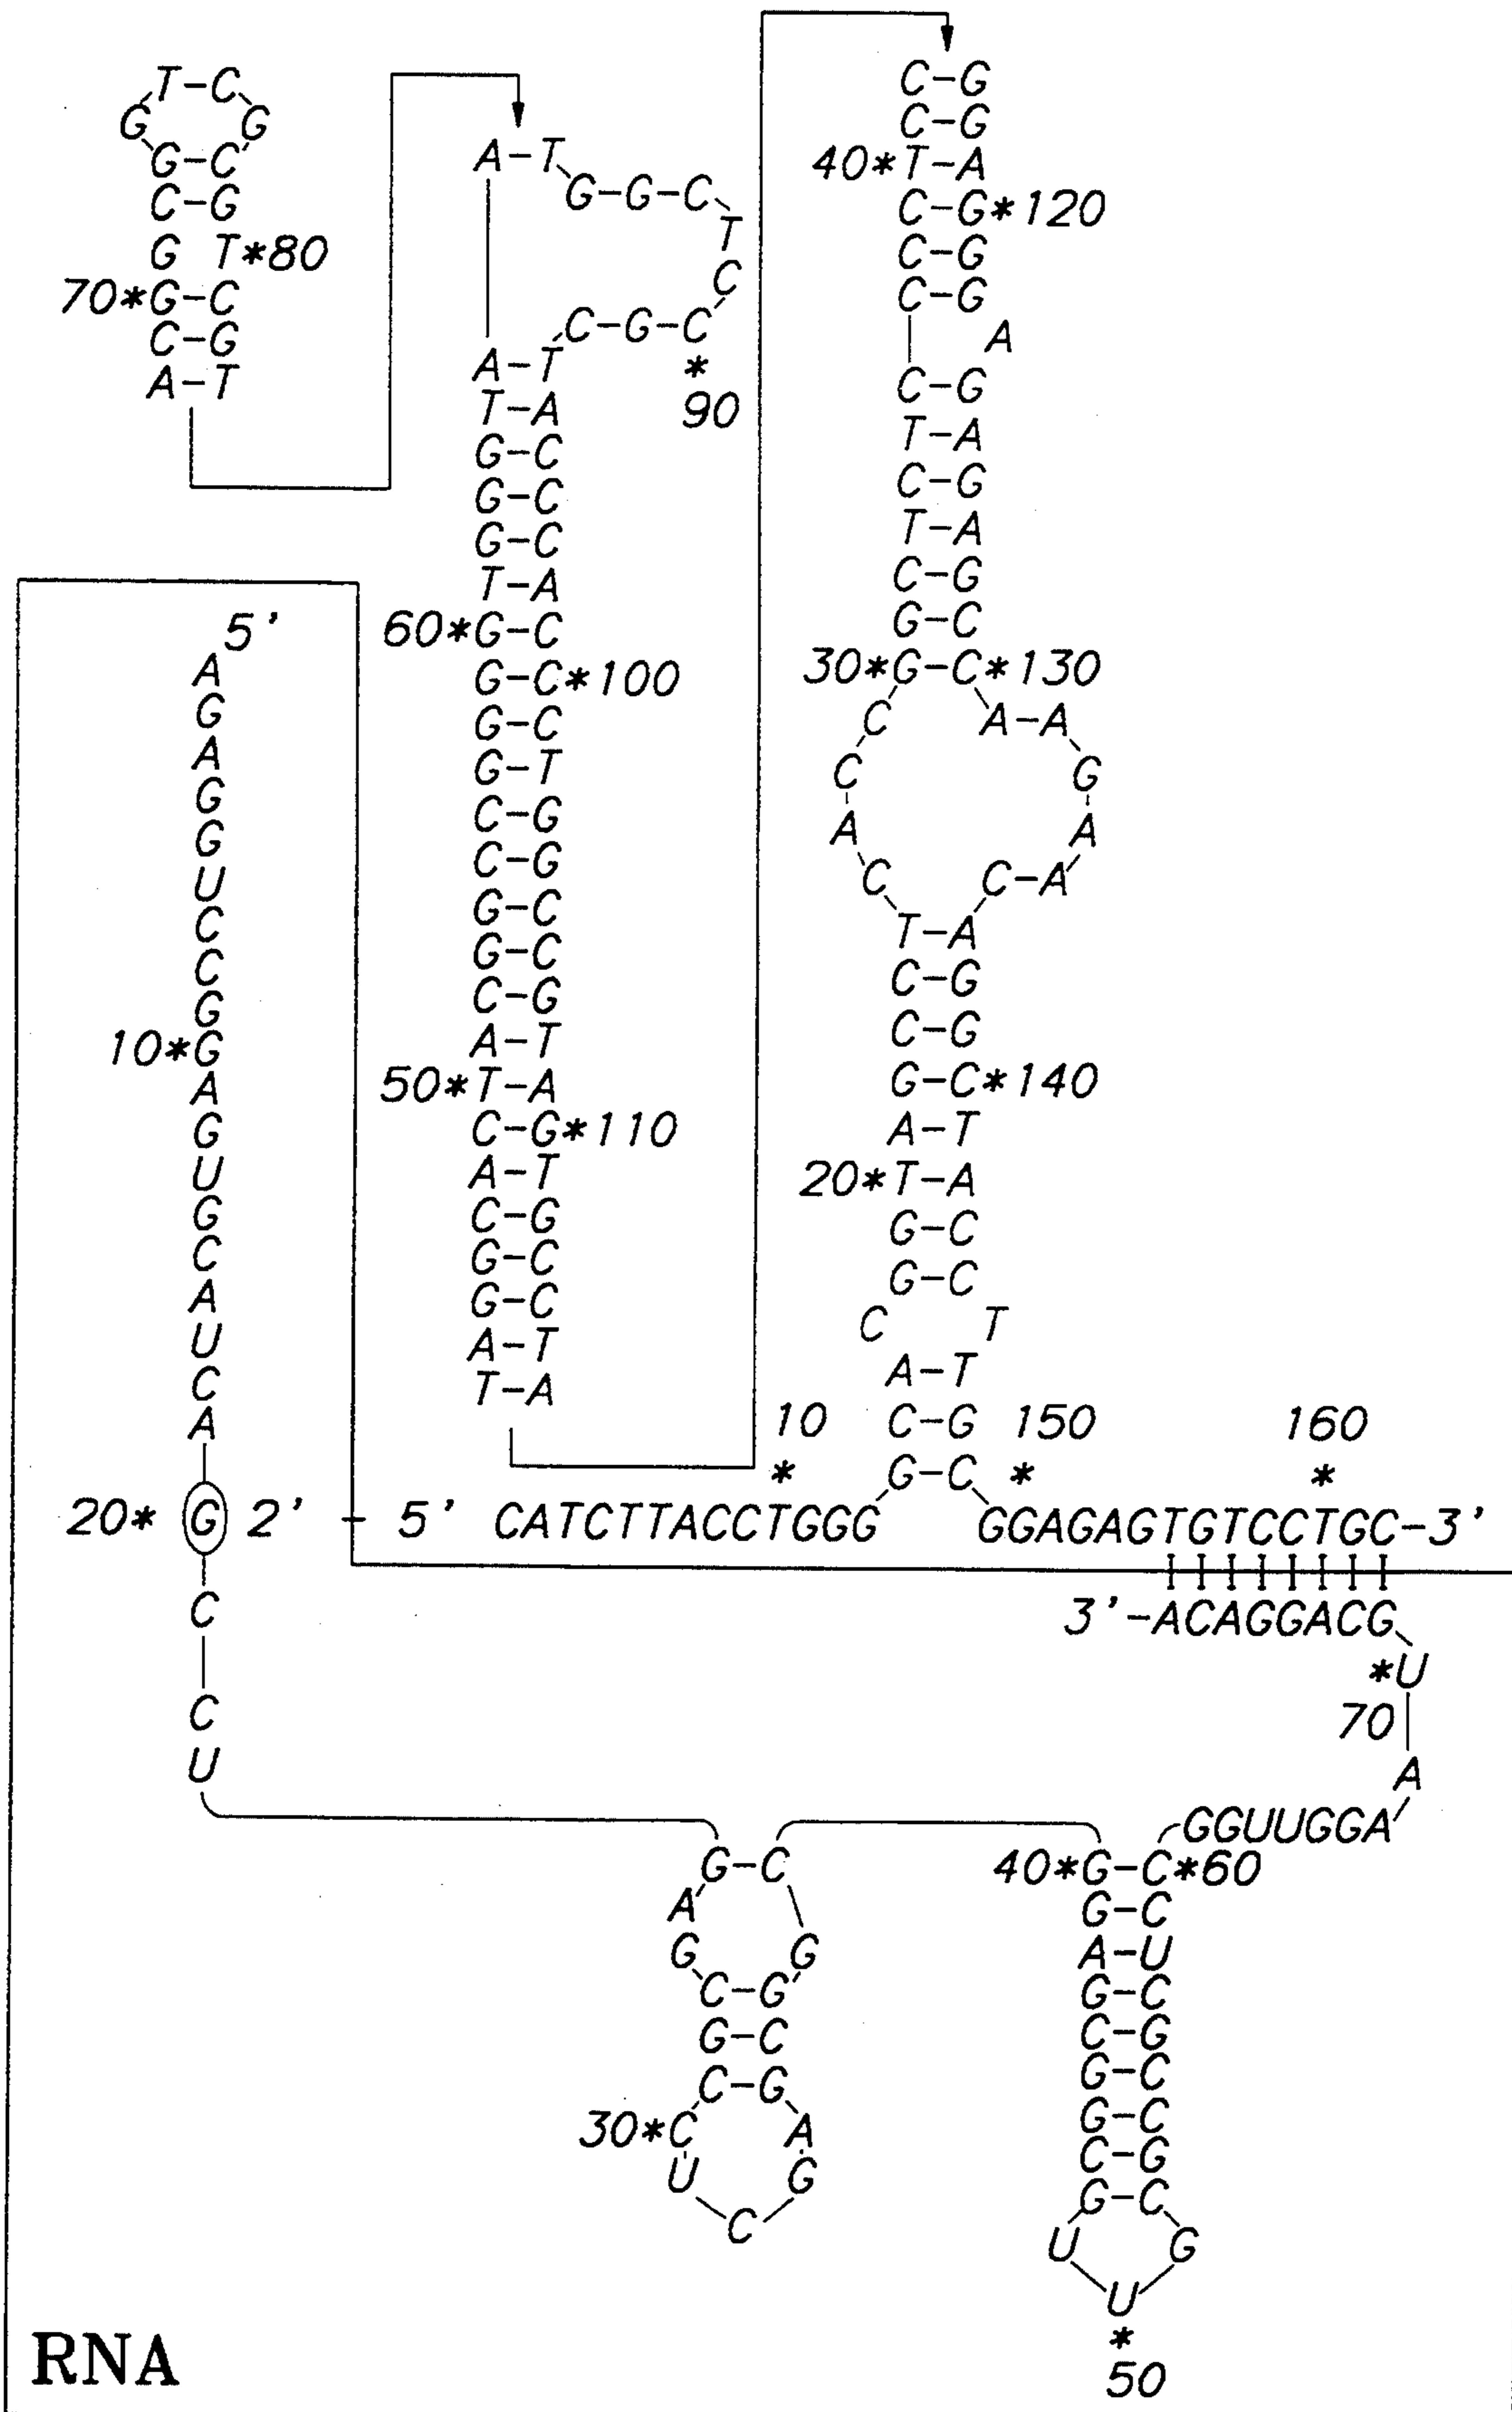 T-C
G G
G-C
C-G
G T*80
70*G-C
C-G
A-T
A-T
G-G-C
T
C
C-G-C
*
90
A-T
T-A
G-C
G-C
G-C
T-A
60*G-C
G-C*100
G-C
G-T
C-G
C-G
G-C
G-C
C-G
A-T
50*T-A
C-G*110
A-T
C-G
G-C
G-C
A-T
T-A
C-G
C-G
40*T-A
C-G*120
C-G
C-G
A
C G
T-A
C-G
T-A
C-G
G-C
30*G-C*130
C A-A
C G
A A
C C-A
T-A
C-G
C-G
G-C*140
A-T
20*T-A
G-C
G-C
C T
A-T
C-G
G-C
10
*
150
*
160
*
5'
A
G
A
G
G
U
C
C
G
10*G
A
G
U
G
C
A
U
C
A
20* G 2' - 5' CATCTTACCTGGG GGAGAGTGTCCTGC-3'
3'-ACAGGACG
*U
70
A
GGUUGGA
C
C
U
G-C
A
G G
C-G
G-C
C-G
30*C A
U G
C
40*G-C*60
G-C
A-U
G-C
C-G
G-C
G-C
C-G
G-C
U G
U
*
50
RNA